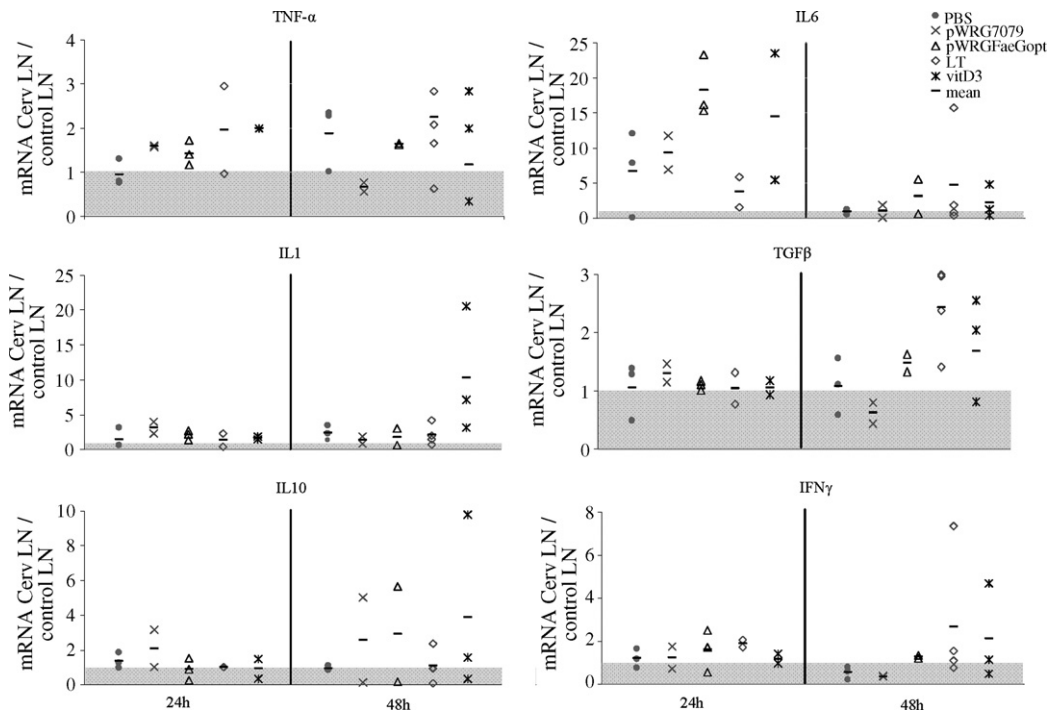 TNF-α
mRNA Cerv LN /
control LN
4
3
2
1
0
IL6
mRNA Cerv LN /
control LN
25
20
15
10
5
0
PBS
pWRG7079
pWRGFaeGopt
LT
vitD3
mean
IL1
mRNA Cerv LN /
control LN
25
20
15
10
5
0
TGFβ
mRNA Cerv LN /
control LN
3
2
1
0
IL10
mRNA Cerv LN /
control LN
10
8
6
4
2
0
24h
48h
IFNγ
mRNA Cerv LN /
control LN
8
6
4
2
0
24h
48h